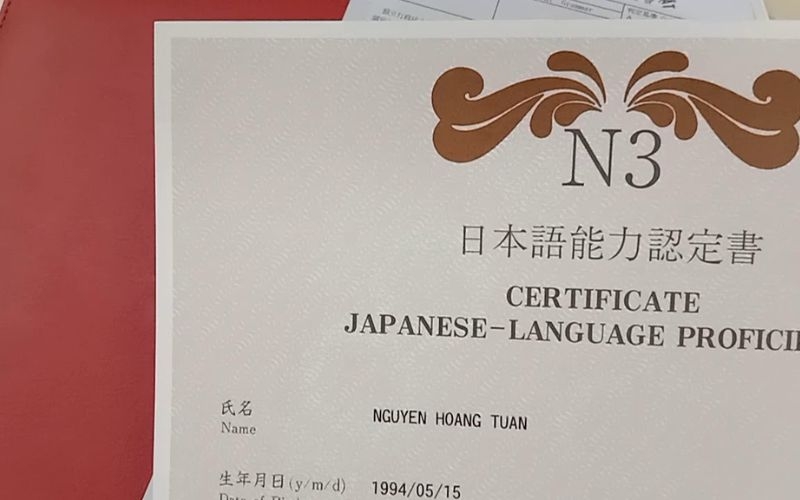 N3
日本語能力認定書
CERTIFICATE
JAPANESE-LANGUAGE
氏名
Name
NGUYEN HOANG TUAN
生年月日(y/m/d)
1994/05/15